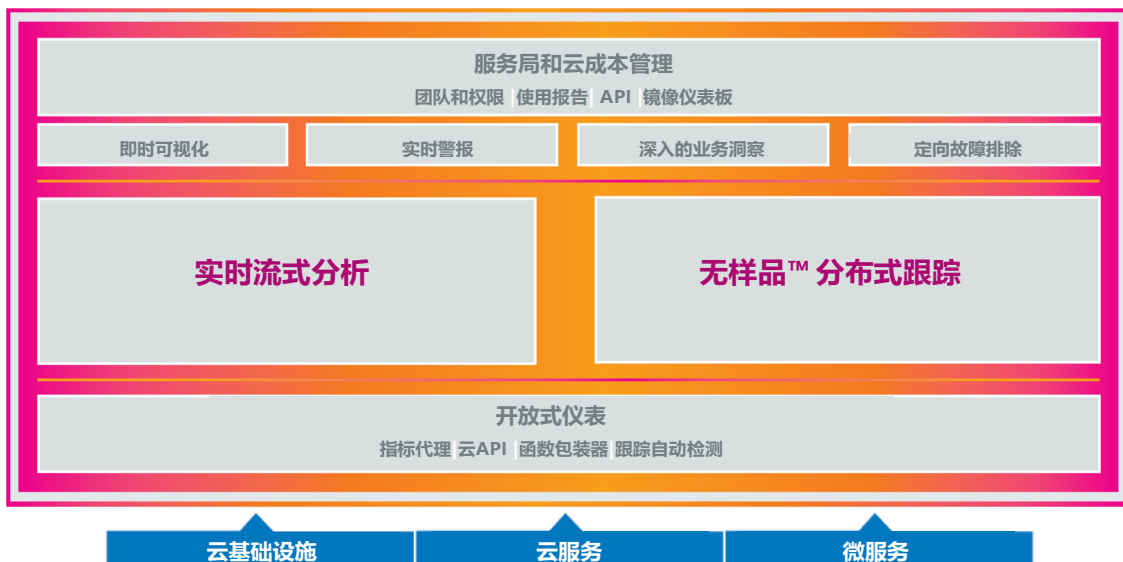 服务局和云成本管理
团队和权限 | 使用报告 | API | 镜像仪表板
即时可视化 实时警报 深入的业务洞察 定向故障排除
实时流式分析 无样品™ 分布式跟踪
开放式仪表
指标代理 | 云API | 函数包装器 | 跟踪自动检测
云基础设施 云服务 微服务